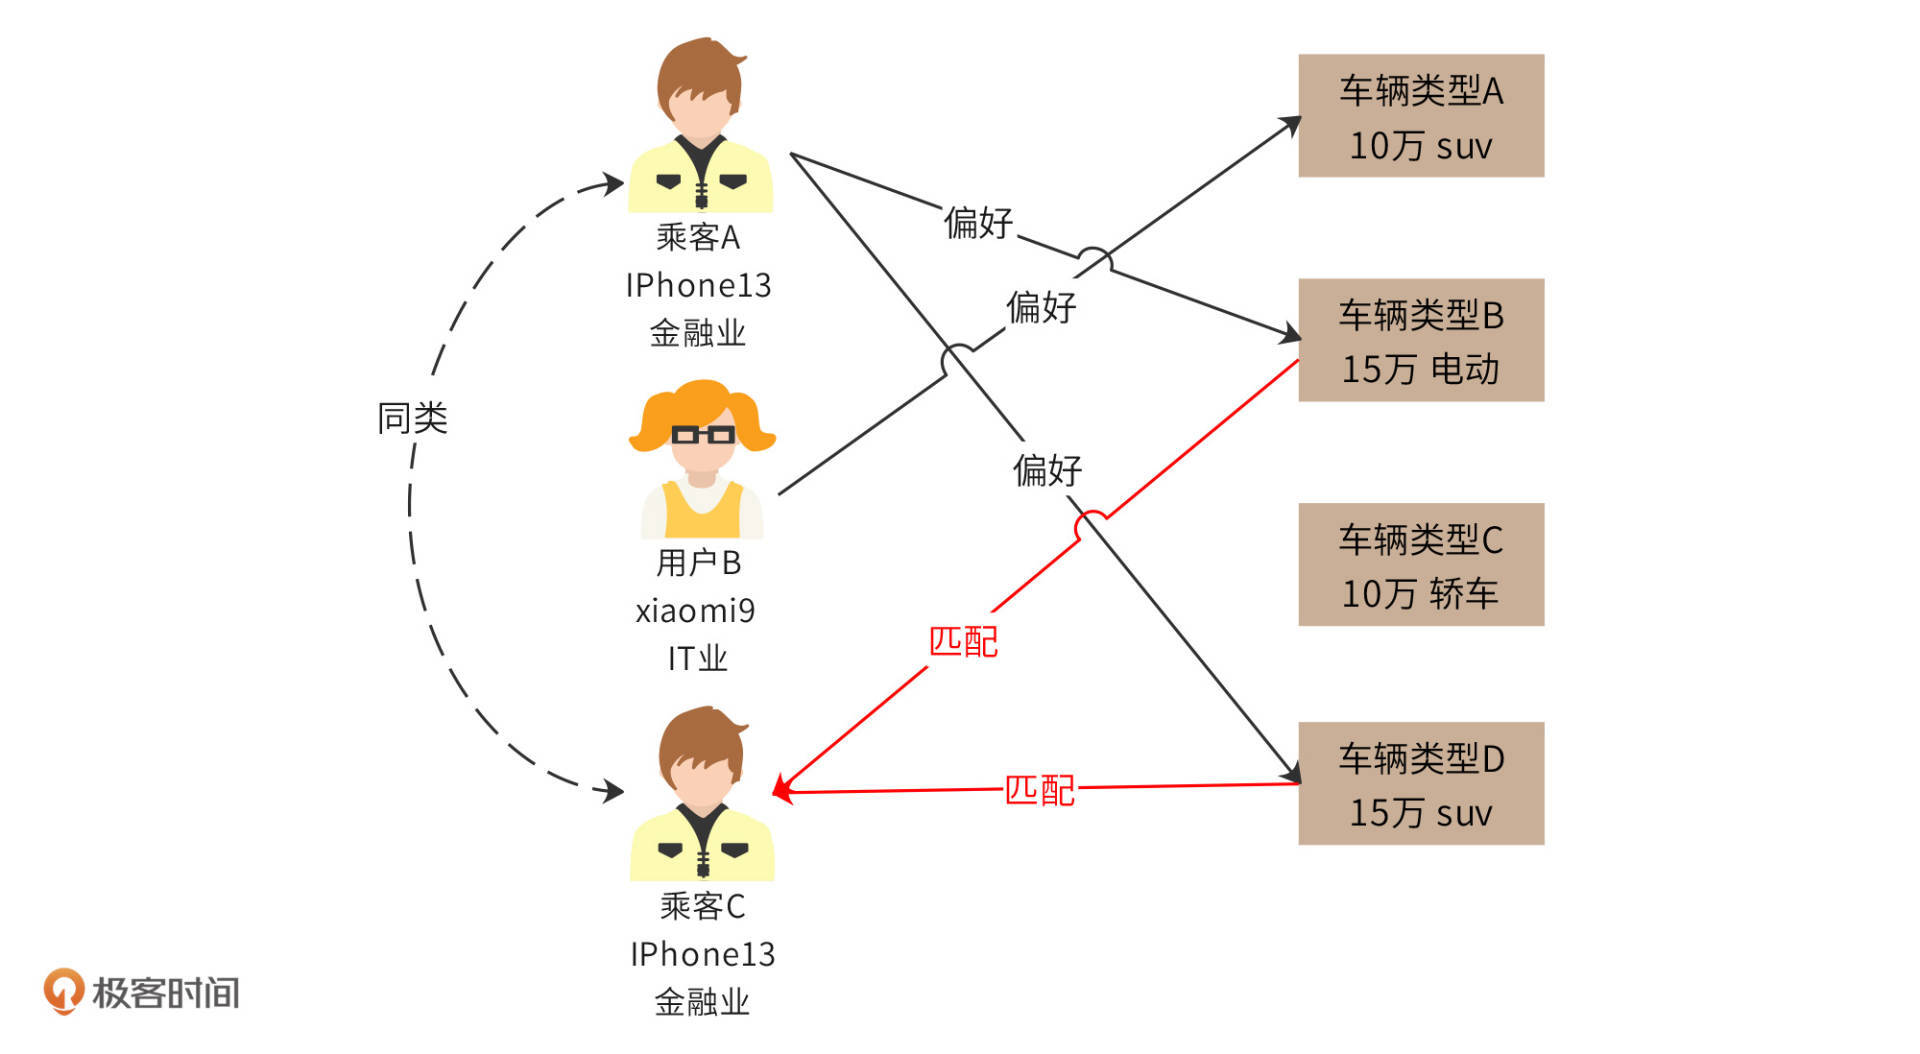 乘客A
IPhone13
金融业
用户B
xiaomi9
IT业
乘客C
IPhone13
金融业
同类
偏好
偏好
偏好
匹配
匹配
车辆类型A
10万 suv
车辆类型B
15万 电动
车辆类型C
10万 轿车
车辆类型D
15万 suv
极客时间